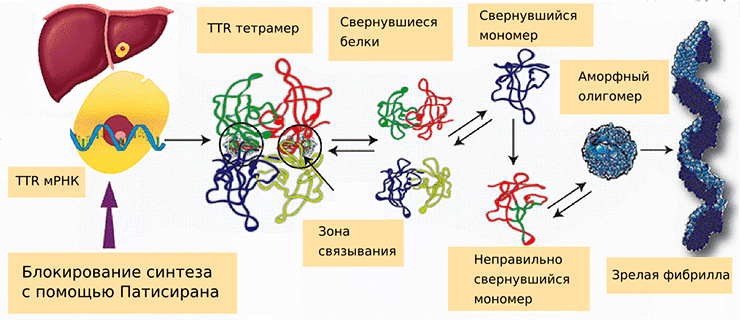 TTR тетрамер
Свернувшиеся
белки
Свернувшийся
мономер
Аморфный
олигомер
TTR мРНК
Зона
связывания
Блокирование синтеза
с помощью Патисирана
Неправильно
свернувшийся
мономер
Зрелая фибрилла